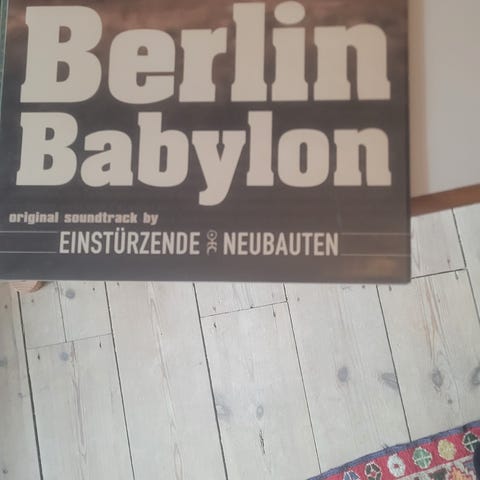 Berlin
Babylon
original soundtrack by
EINSTÜRZENDE NEUBAUTEN